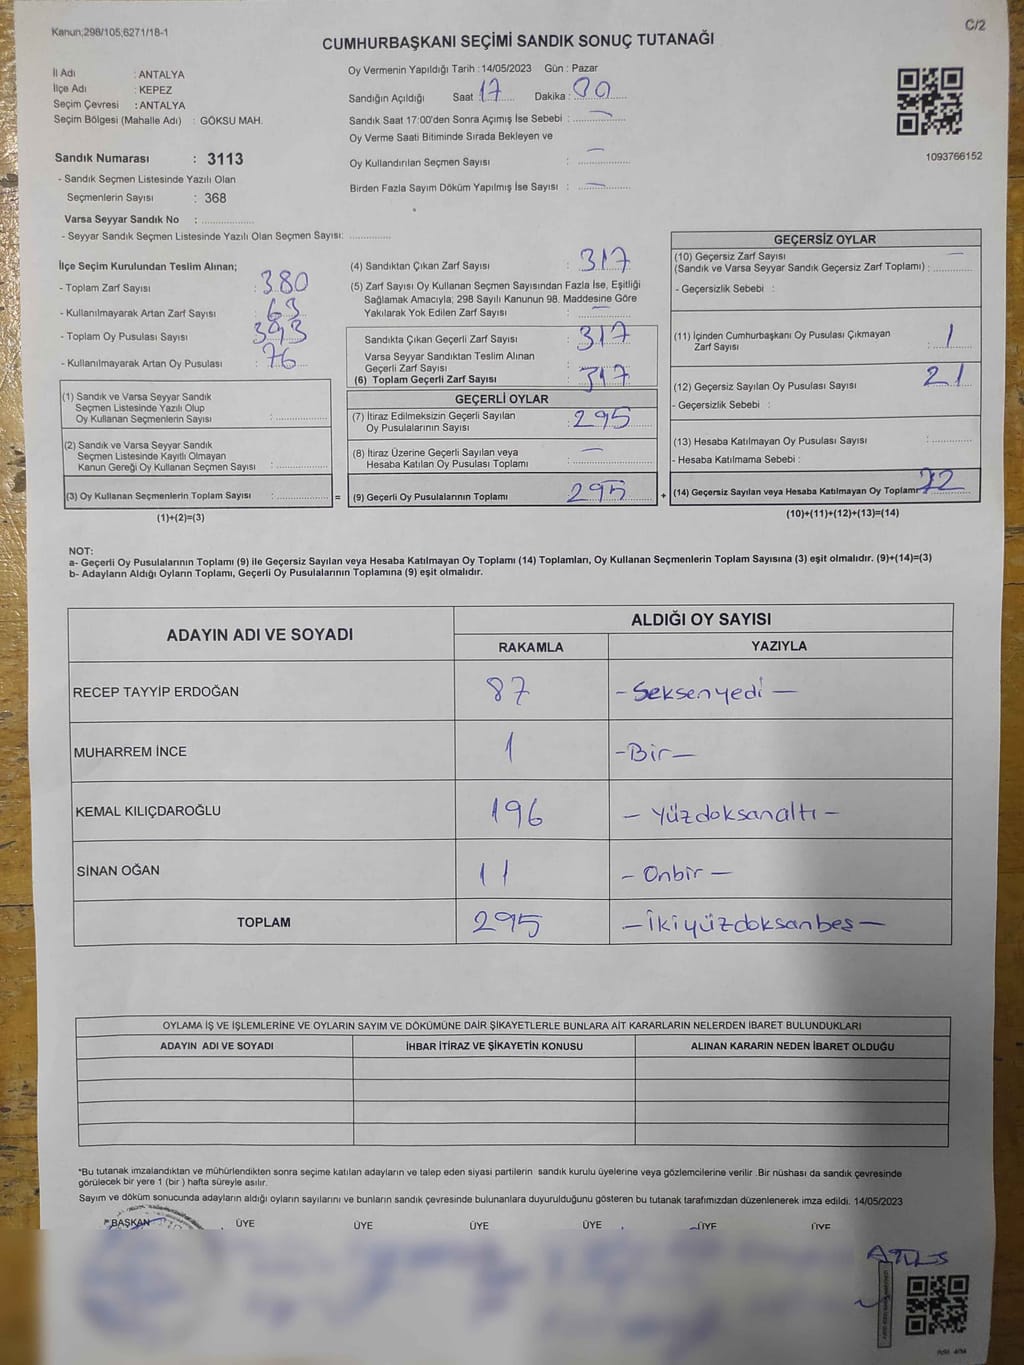 Kanun;298/105;6271/18-1
C/2
CUMHURBAŞKANI SEÇİMİ SANDIK SONUÇ TUTANAĞI
İl Adı : ANTALYA
İlçe Adı : KEPEZ
Seçim Çevresi : ANTALYA
Seçim Bölgesi (Mahalle Adı) : GÖKSU MAH.
Sandık Numarası : 3113
- Sandık Seçmen Listesinde Yazılı Olan
Seçmenlerin Sayısı : 368
Varsa Seyyar Sandık No : ................
- Seyyar Sandık Seçmen Listesinde Yazılı Olan Seçmen Sayısı: .............
Oy Vermenin Yapıldığı Tarih : 14/05/2023 Gün : Pazar
Sandığın Açıldığı Saat : 17 Dakika : 00
Sandık Saat 17:00'den Sonra Açımış İse Sebebi : —
Oy Verme Saati Bitiminde Sırada Bekleyen ve
Oy Kullandırılan Seçmen Sayısı : —
Birden Fazla Sayım Döküm Yapılmış İse Sayısı : —
1093766152
İlçe Seçim Kurulundan Teslim Alınan;
- Toplam Zarf Sayısı : 380
- Kullanılmayarak Artan Zarf Sayısı : 63
- Toplam Oy Pusulası Sayısı : 393
- Kullanılmayarak Artan Oy Pusulası : 76
(1) Sandık ve Varsa Seyyar Sandık
Seçmen Listesinde Yazılı Olup
Oy Kullanan Seçmenlerin Sayısı : ................
(2) Sandık ve Varsa Seyyar Sandık
Seçmen Listesinde Kayıtlı Olmayan
Kanun Gereği Oy Kullanan Seçmen Sayısı : ................
(3) Oy Kullanan Seçmenlerin Toplam Sayısı : ................ =
(1)+(2)=(3)
(4) Sandıktan Çıkan Zarf Sayısı : 317
(5) Zarf Sayısı Oy Kullanan Seçmen Sayısından Fazla İse, Eşitliği
Sağlamak Amacıyla; 298 Sayılı Kanunun 98. Maddesine Göre
Yakılarak Yok Edilen Zarf Sayısı : —
Sandıkta Çıkan Geçerli Zarf Sayısı : 317
Varsa Seyyar Sandıktan Teslim Alınan
Geçerli Zarf Sayısı :
(6) Toplam Geçerli Zarf Sayısı : 317
GEÇERLİ OYLAR
(7) İtiraz Edilmeksizin Geçerli Sayılan
Oy Pusulalarının Sayısı : 295
(8) İtiraz Üzerine Geçerli Sayılan veya
Hesaba Katılan Oy Pusulası Toplamı : —
(9) Geçerli Oy Pusulalarının Toplamı 295 +
GEÇERSİZ OYLAR
(10) Geçersiz Zarf Sayısı
(Sandık ve Varsa Seyyar Sandık Geçersiz Zarf Toplamı) : —
- Geçersizlik Sebebi :
(11) İçinden Cumhurbaşkanı Oy Pusulası Çıkmayan
Zarf Sayısı : 1
(12) Geçersiz Sayılan Oy Pusulası Sayısı : 21
- Geçersizlik Sebebi :
(13) Hesaba Katılmayan Oy Pusulası Sayısı : .............
- Hesaba Katılmama Sebebi :
(14) Geçersiz Sayılan veya Hesaba Katılmayan Oy Toplamı 22
(10)+(11)+(12)+(13)=(14)
NOT:
a- Geçerli Oy Pusulalarının Toplamı (9) ile Geçersiz Sayılan veya Hesaba Katılmayan Oy Toplamı (14) Toplamları, Oy Kullanan Seçmenlerin Toplam Sayısına (3) eşit olmalıdır. (9)+(14)=(3)
b- Adayların Aldığı Oyların Toplamı, Geçerli Oy Pusulalarının Toplamına (9) eşit olmalıdır.
ADAYIN ADI VE SOYADI
ALDIĞI OY SAYISI
RAKAMLA YAZIYLA
RECEP TAYYİP ERDOĞAN 87 - Seksenyedi —
MUHARREM İNCE 1 -Bir—
KEMAL KILIÇDAROĞLU 196 - Yüzdoksanaltı -
SİNAN OĞAN 11 - Onbir —
TOPLAM 295 — İkiyüzdoksanbeş —
OYLAMA İŞ VE İŞLEMLERİNE VE OYLARIN SAYIM VE DÖKÜMÜNE DAİR ŞİKAYETLERLE BUNLARA AİT KARARLARIN NELERDEN İBARET BULUNDUKLARI
ADAYIN ADI VE SOYADI İHBAR İTİRAZ VE ŞİKAYETİN KONUSU ALINAN KARARIN NEDEN İBARET OLDUĞU
*Bu tutanak imzalandıktan ve mühürlendikten sonra seçime katılan adayların ve talep eden siyasi partilerin sandık kurulu üyelerine veya gözlemcilerine verilir .Bir nüshası da sandık çevresinde
görülecek bir yere 1 (bir ) hafta süreyle asılır.
Sayım ve döküm sonucunda adayların aldığı oyların sayılarını ve bunların sandık çevresinde bulunanlara duyurulduğunu gösteren bu tutanak tarafımızdan düzenlenerek imza edildi. 14/05/2023
BAŞKAN ÜYE ÜYE ÜYE ÜYE ÜYE ÜYE